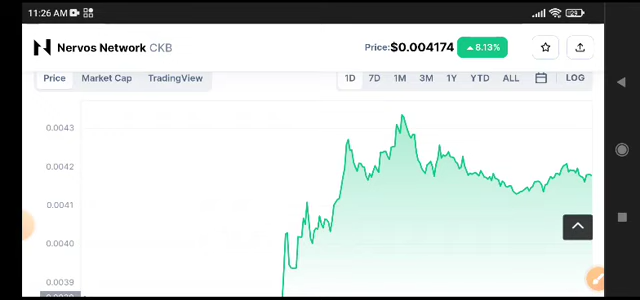 11:26 AM
Nervos Network CKB
Price: $0.004174 8.13%
Price Market Cap TradingView 1D 7D 1M 3M 1Y YTD ALL LOG
0.0043
0.0042
0.0041
0.0040
0.0039